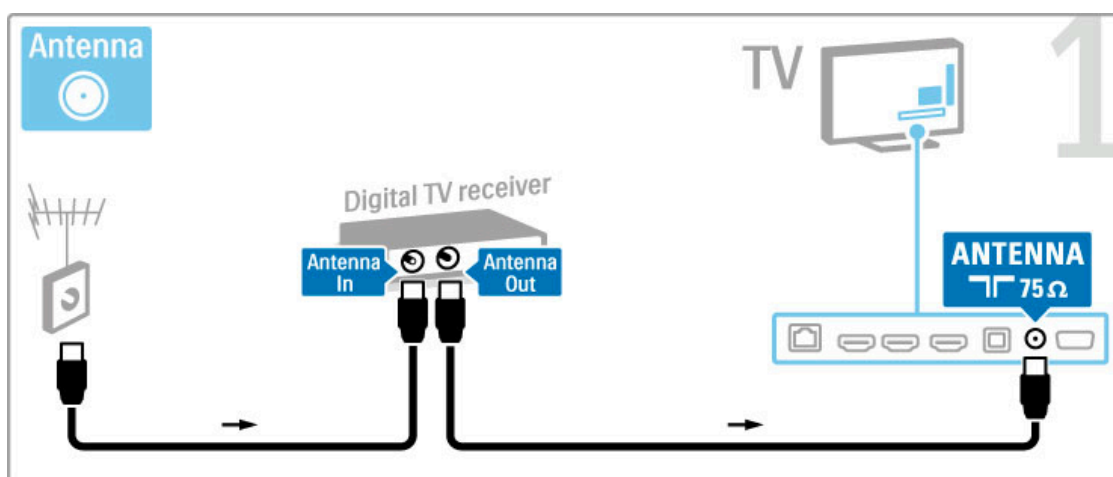 Antenna
TV
1
Digital TV receiver
Antenna
In
Antenna
Out
ANTENNA
75 Ω